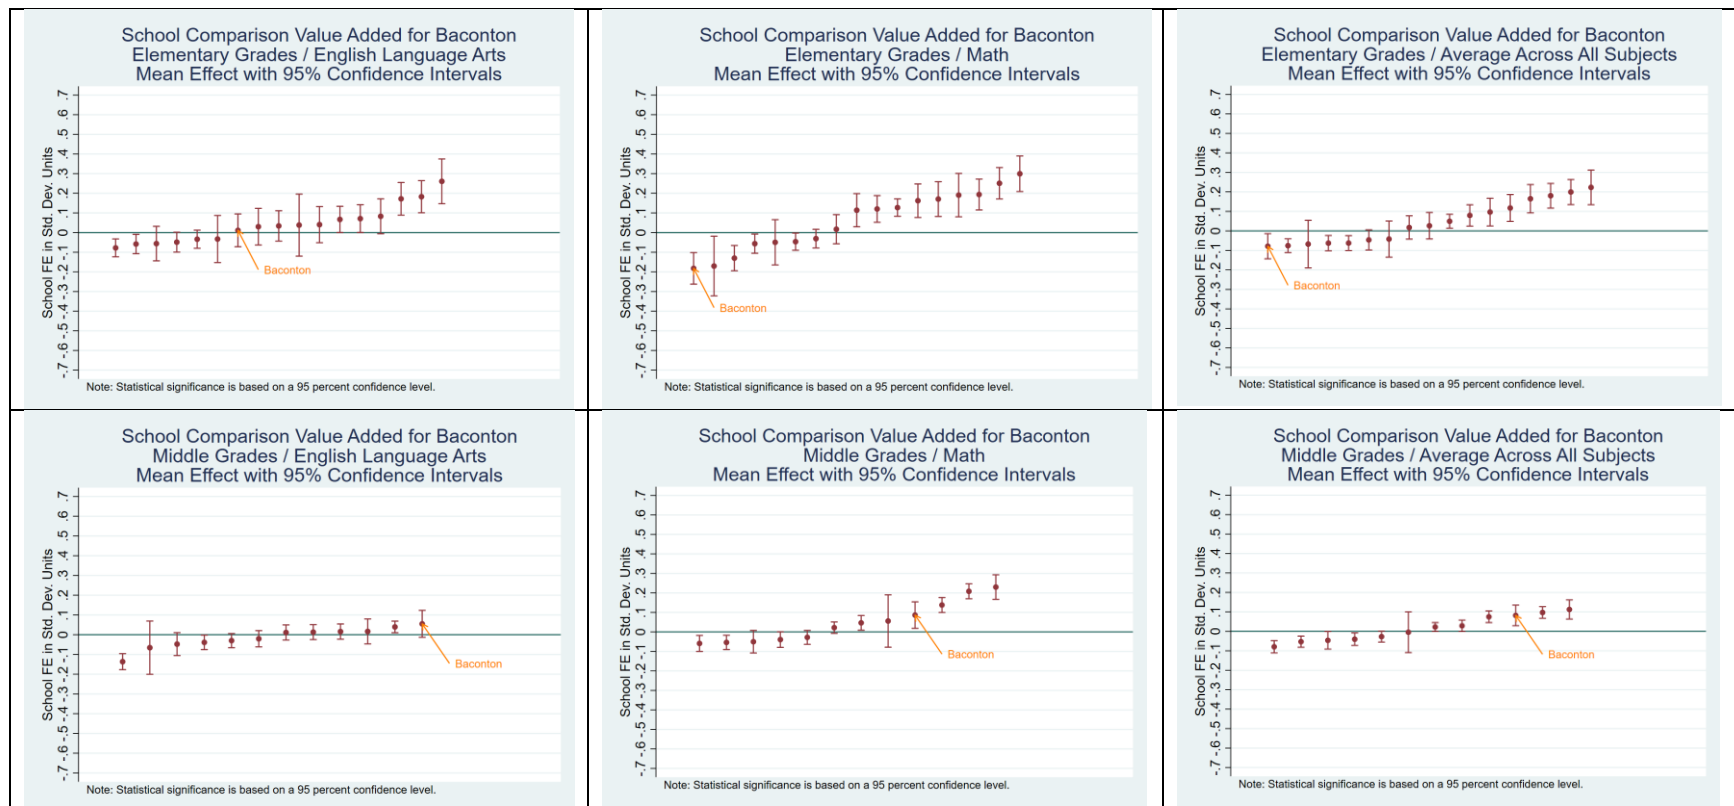 School Comparison Value Added for Baconton
Elementary Grades / English Language Arts
Mean Effect with 95% Confidence Intervals
School FE in Std. Dev. Units
.7
.6
.5
.4
.3
.2
.1
0
-.1
-.2
-.3
-.4
-.5
-.6
-.7
Baconton
Note: Statistical significance is based on a 95 percent confidence level.
School Comparison Value Added for Baconton
Elementary Grades / Math
Mean Effect with 95% Confidence Intervals
School FE in Std. Dev. Units
.7
.6
.5
.4
.3
.2
.1
0
-.1
-.2
-.3
-.4
-.5
-.6
-.7
Baconton
Note: Statistical significance is based on a 95 percent confidence level.
School Comparison Value Added for Baconton
Elementary Grades / Average Across All Subjects
Mean Effect with 95% Confidence Intervals
School FE in Std. Dev. Units
.7
.6
.5
.4
.3
.2
.1
0
-.1
-.2
-.3
-.4
-.5
-.6
-.7
Baconton
Note: Statistical significance is based on a 95 percent confidence level.
School Comparison Value Added for Baconton
Middle Grades / English Language Arts
Mean Effect with 95% Confidence Intervals
School FE in Std. Dev. Units
.7
.6
.5
.4
.3
.2
.1
0
-.1
-.2
-.3
-.4
-.5
-.6
-.7
Baconton
Note: Statistical significance is based on a 95 percent confidence level.
School Comparison Value Added for Baconton
Middle Grades / Math
Mean Effect with 95% Confidence Intervals
School FE in Std. Dev. Units
.7
.6
.5
.4
.3
.2
.1
0
-.1
-.2
-.3
-.4
-.5
-.6
-.7
Baconton
Note: Statistical significance is based on a 95 percent confidence level.
School Comparison Value Added for Baconton
Middle Grades / Average Across All Subjects
Mean Effect with 95% Confidence Intervals
School FE in Std. Dev. Units
.7
.6
.5
.4
.3
.2
.1
0
-.1
-.2
-.3
-.4
-.5
-.6
-.7
Baconton
Note: Statistical significance is based on a 95 percent confidence level.